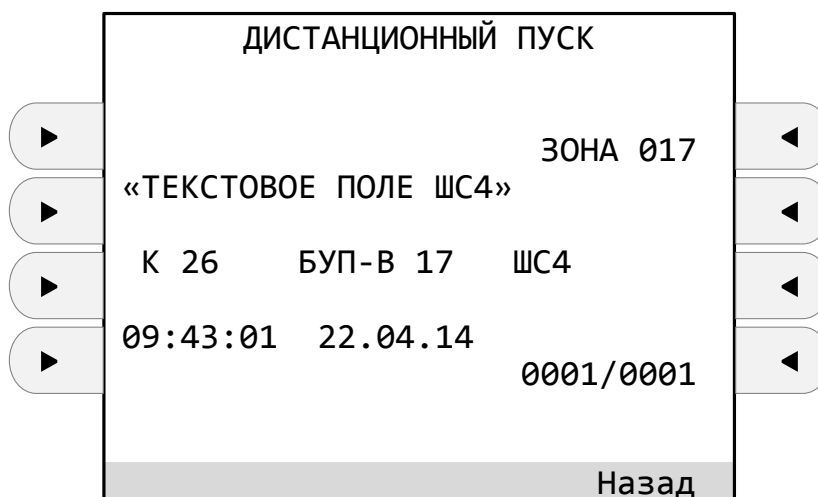 ДИСТАНЦИОННЫЙ ПУСК
ЗОНА 017
«ТЕКСТОВОЕ ПОЛЕ ШС4»
К 26 БУП-В 17 ШС4
09:43:01 22.04.14
0001/0001
Назад